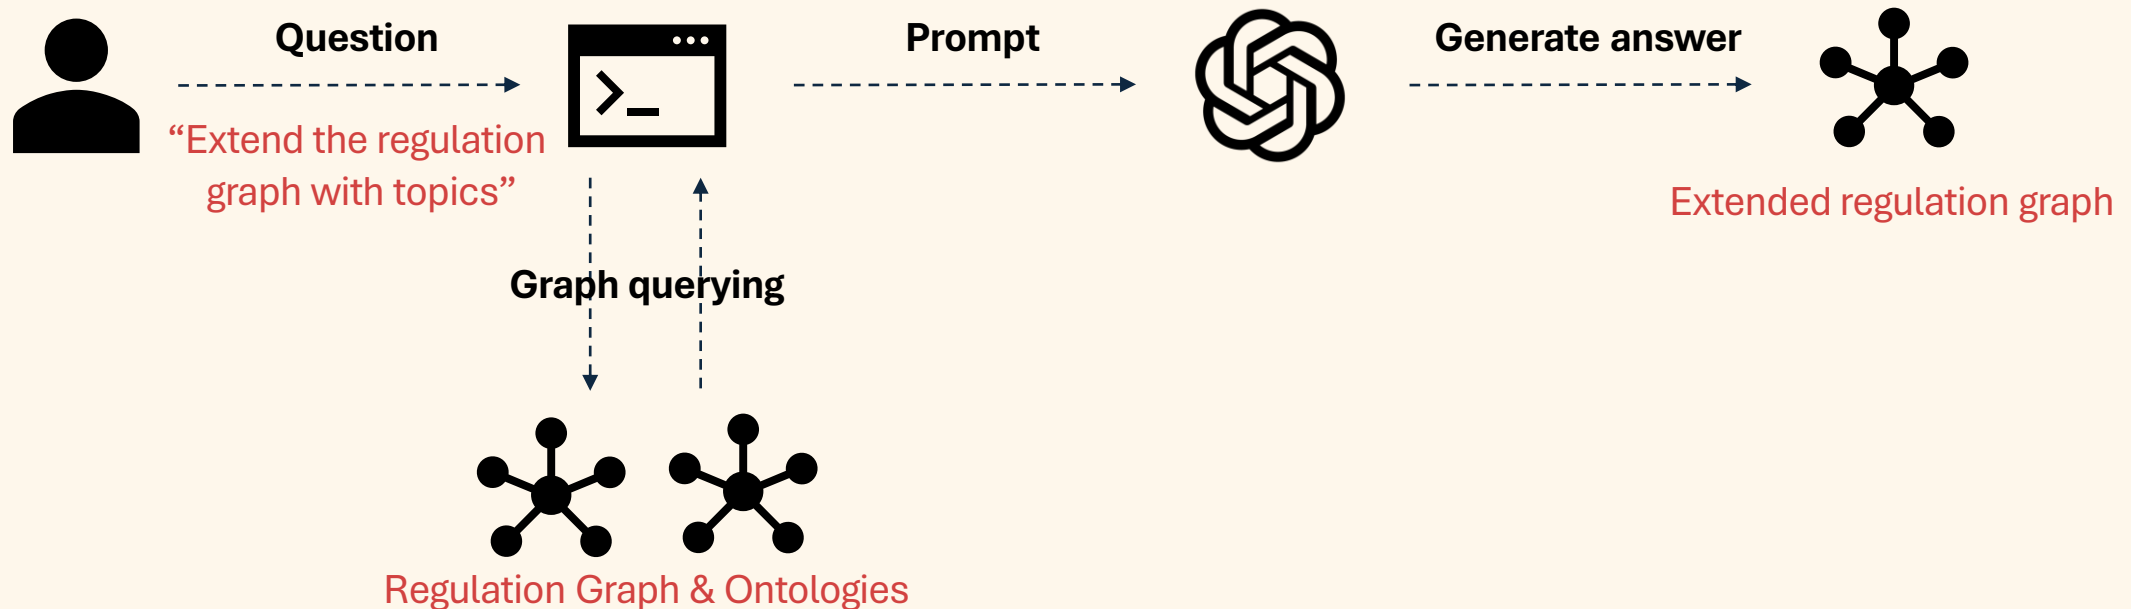 Question
Prompt
Generate answer
“Extend the regulation
graph with topics”
Extended regulation graph
Graph querying
Regulation Graph & Ontologies